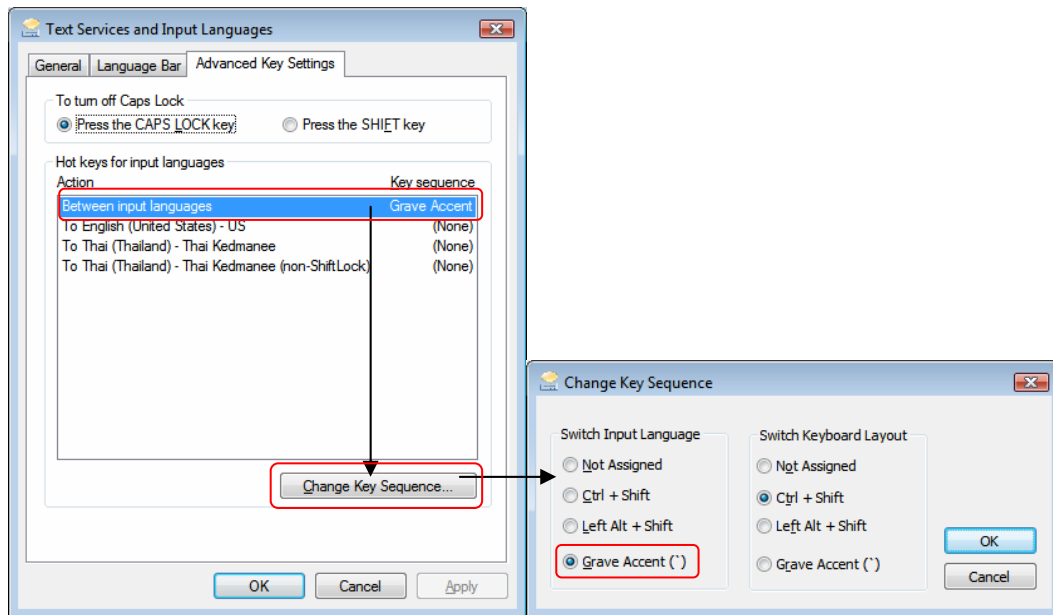 Text Services and Input Languages
General Language Bar Advanced Key Settings
To turn off Caps Lock
Press the CAPS LOCK key Press the SHIFT key
Hot keys for input languages
Action Key sequence
Between input languages Grave Accent
To English (United States) - US (None)
To Thai (Thailand) - Thai Kedmanee (None)
To Thai (Thailand) - Thai Kedmanee (non-ShiftLock) (None)
Change Key Sequence...
OK Cancel Apply
Change Key Sequence
Switch Input Language Switch Keyboard Layout
Not Assigned Not Assigned
Ctrl + Shift Ctrl + Shift
Left Alt + Shift Left Alt + Shift
Grave Accent (`) Grave Accent (`)
OK
Cancel